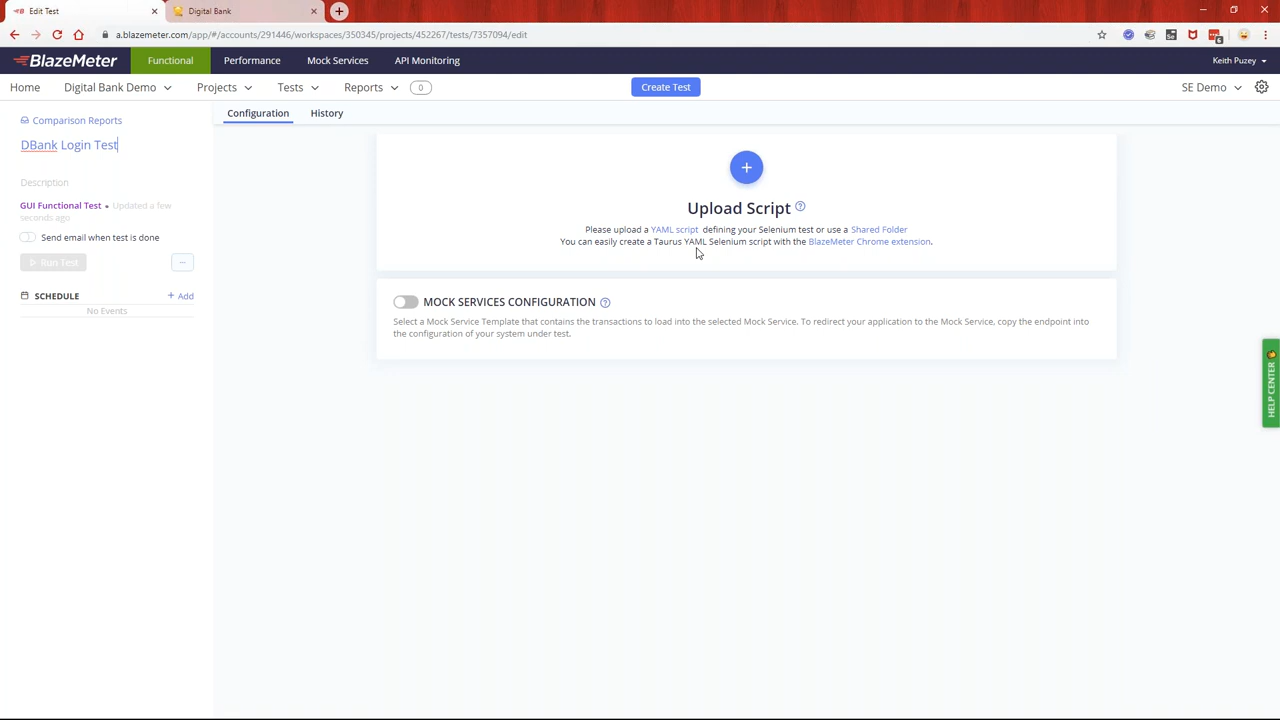 Edit Test
Digital Bank
a.blazemeter.com/app/#/accounts/291446/workspaces/350345/projects/452267/tests/7357094/edit
BlazeMeter
Functional
Performance
Mock Services
API Monitoring
Keith Puzey
Home
Digital Bank Demo
Projects
Tests
Reports
0
Create Test
SE Demo
Comparison Reports
Configuration
History
DBank Login Test
Description
GUI Functional Test • Updated a few
seconds ago
Send email when test is done
Run Test
...
SCHEDULE
+ Add
No Events
Upload Script
Please upload a YAML script defining your Selenium test or use a Shared Folder
You can easily create a Taurus YAML Selenium script with the BlazeMeter Chrome extension.
MOCK SERVICES CONFIGURATION
Select a Mock Service Template that contains the transactions to load into the selected Mock Service. To redirect your application to the Mock Service, copy the endpoint into
the configuration of your system under test.
HELP CENTER